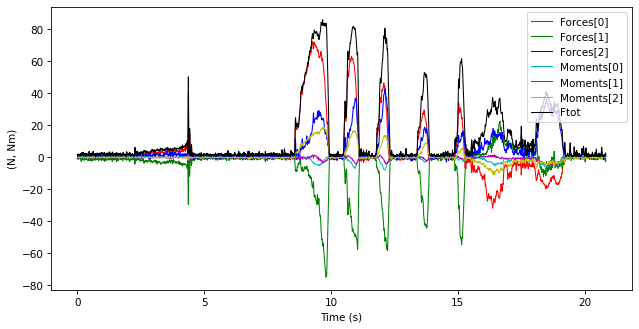 Forces[0]
Forces[1]
Forces[2]
Moments[0]
Moments[1]
Moments[2]
Ftot
80
60
40
20
0
−20
−40
−60
−80
(N, Nm)
0
5
10
15
20
Time (s)